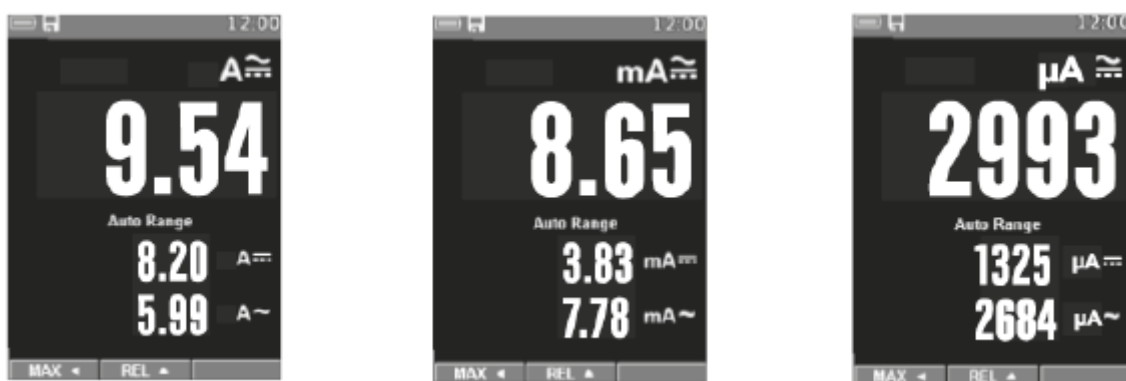 12:00
A≂
9.54
Auto Range
8.20 A⎓
5.99 A~
MAX ◄ REL ▲
12:00
mA≂
8.65
Auto Range
3.83 mA⎓
7.78 mA~
MAX ◄ REL ▲
12:00
µA ≂
2993
Auto Range
1325 µA⎓
2684 µA~
MAX ◄ REL ▲